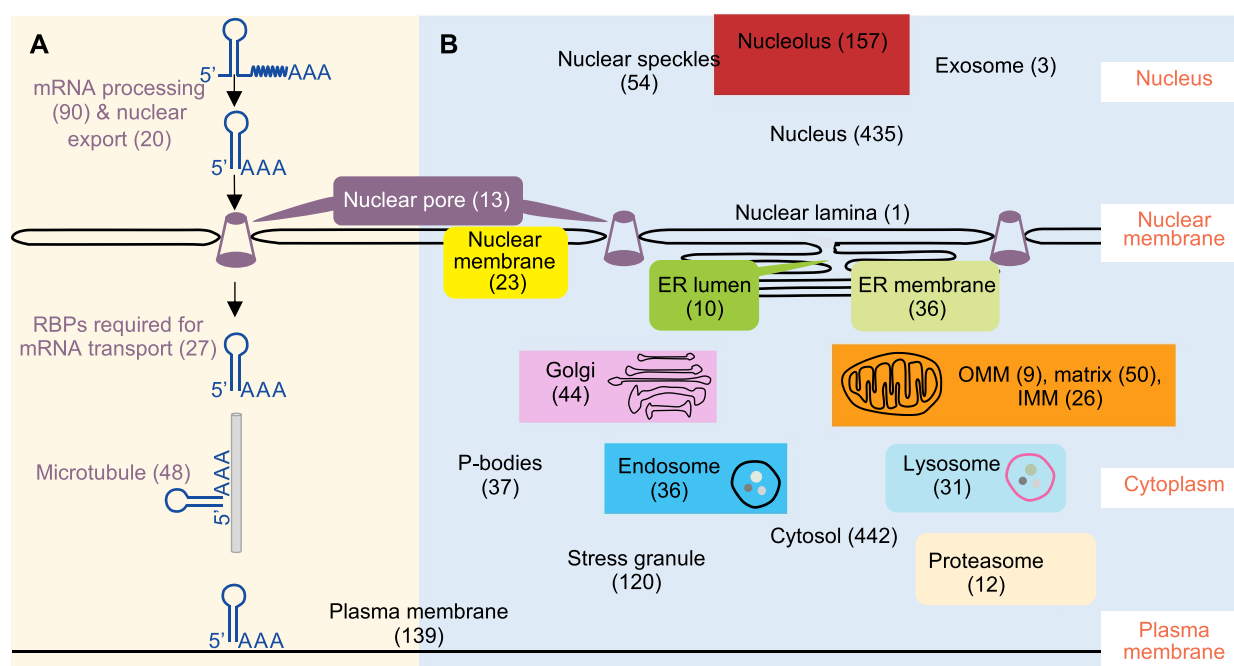 A
5’
AAA
mRNA processing
(90) & nuclear
export (20)
5’
AAA
RBPs required for
mRNA transport (27)
5’
AAA
Microtubule (48)
AAA
5’
5’
AAA
B
Nuclear speckles
(54)
Nucleolus (157)
Exosome (3)
Nucleus
Nucleus (435)
Nuclear pore (13)
Nuclear lamina (1)
Nuclear
membrane
Nuclear
membrane
(23)
ER lumen
(10)
ER membrane
(36)
Golgi
(44)
OMM (9), matrix (50),
IMM (26)
P-bodies
(37)
Endosome
(36)
Lysosome
(31)
Cytoplasm
Cytosol (442)
Stress granule
(120)
Proteasome
(12)
Plasma membrane
(139)
Plasma
membrane